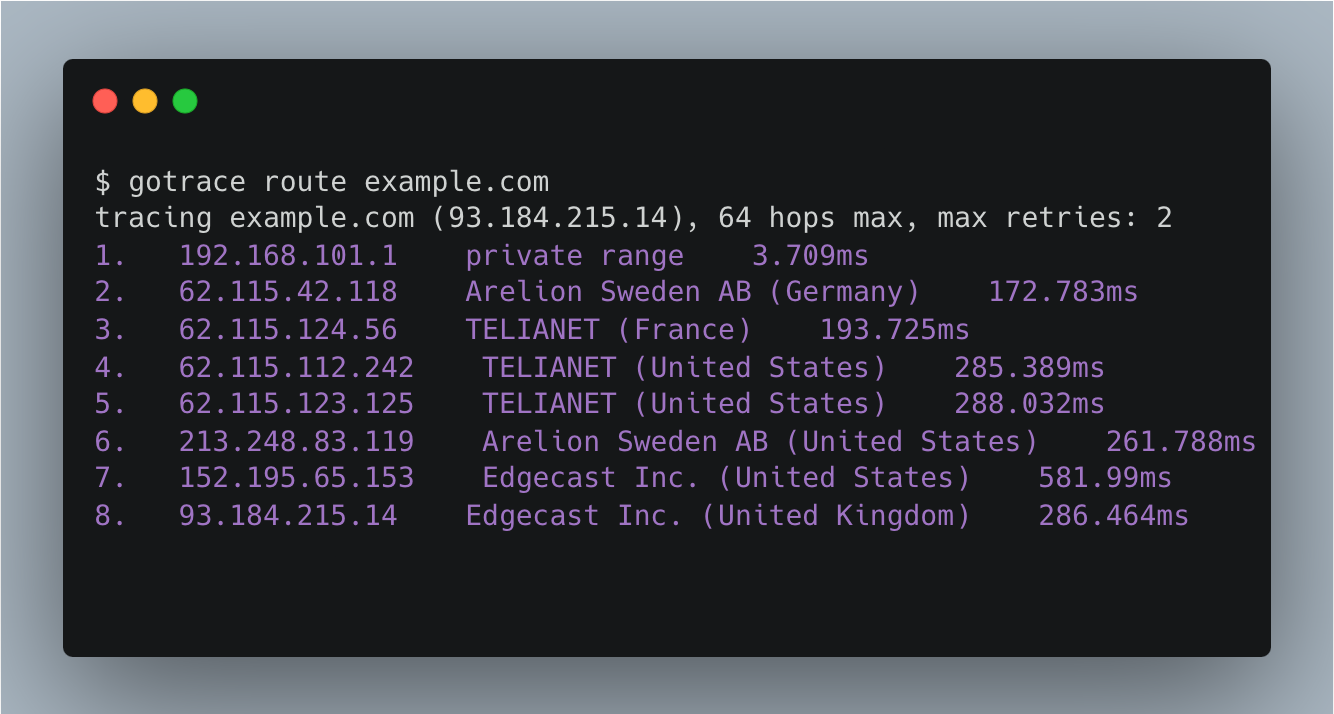 $ gotrace route example.com
tracing example.com (93.184.215.14), 64 hops max, max retries: 2
1.   192.168.101.1    private range    3.709ms
2.   62.115.42.118    Arelion Sweden AB (Germany)    172.783ms
3.   62.115.124.56    TELIANET (France)    193.725ms
4.   62.115.112.242    TELIANET (United States)    285.389ms
5.   62.115.123.125    TELIANET (United States)    288.032ms
6.   213.248.83.119    Arelion Sweden AB (United States)    261.788ms
7.   152.195.65.153    Edgecast Inc. (United States)    581.99ms
8.   93.184.215.14    Edgecast Inc. (United Kingdom)    286.464ms